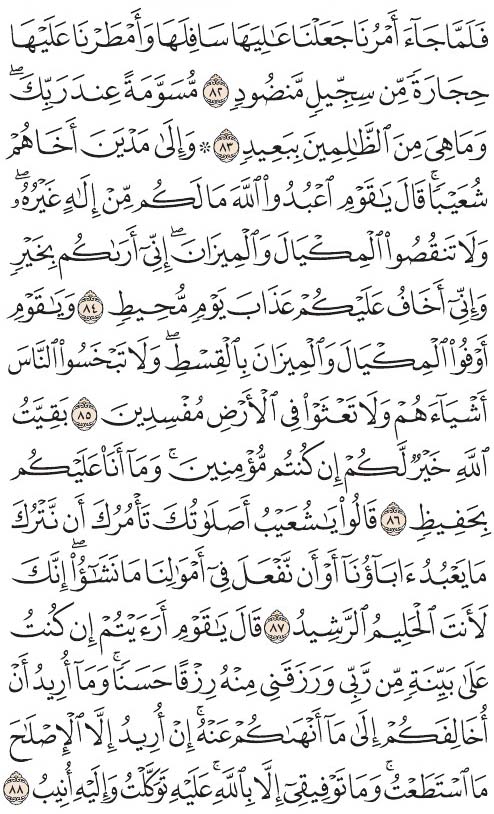 فَلَمَّا جَآءَ أَمْرُنَا جَعَلْنَا عَٰلِيَهَا سَافِلَهَا وَأَمْطَرْنَا عَلَيْهَا
حِجَارَةً مِّن سِجِّيلٍ مَّنضُودٍ ٨٢ مُّسَوَّمَةً عِندَ رَبِّكَۖ
وَمَا هِيَ مِنَ ٱلظَّٰلِمِينَ بِبَعِيدٍ ٨٣ ۞ وَإِلَىٰ مَدْيَنَ أَخَاهُمْ
شُعَيْبًاۚ قَالَ يَٰقَوْمِ ٱعْبُدُوا۟ ٱللَّهَ مَا لَكُم مِّنْ إِلَٰهٍ غَيْرُهُۥۖ
وَلَا تَنقُصُوا۟ ٱلْمِكْيَالَ وَٱلْمِيزَانَۖ إِنِّىٓ أَرَىٰكُم بِخَيْرٍ
وَإِنِّىٓ أَخَافُ عَلَيْكُمْ عَذَابَ يَوْمٍ مُّحِيطٍ ٨٤ وَيَٰقَوْمِ
أَوْفُوا۟ ٱلْمِكْيَالَ وَٱلْمِيزَانَ بِٱلْقِسْطِۖ وَلَا تَبْخَسُوا۟ ٱلنَّاسَ
أَشْيَآءَهُمْ وَلَا تَعْثَوْا۟ فِى ٱلْأَرْضِ مُفْسِدِينَ ٨٥ بَقِيَّتُ
ٱللَّهِ خَيْرٌ لَّكُمْ إِن كُنتُم مُّؤْمِنِينَۚ وَمَآ أَنَا۠ عَلَيْكُم
بِحَفِيظٍ ٨٦ قَالُوا۟ يَٰشُعَيْبُ أَصَلَوٰتُكَ تَأْمُرُكَ أَن نَّتْرُكَ
مَا يَعْبُدُ ءَابَآؤُنَآ أَوْ أَن نَّفْعَلَ فِىٓ أَمْوَٰلِنَا مَا نَشَٰٓؤُا۟ۖ إِنَّكَ
لَأَنتَ ٱلْحَلِيمُ ٱلرَّشِيدُ ٨٧ قَالَ يَٰقَوْمِ أَرَءَيْتُمْ إِن كُنتُ
عَلَىٰ بَيِّنَةٍ مِّن رَّبِّى وَرَزَقَنِى مِنْهُ رِزْقًا حَسَنًاۚ وَمَآ أُرِيدُ أَنْ
أُخَالِفَكُمْ إِلَىٰ مَآ أَنْهَىٰكُمْ عَنْهُۚ إِنْ أُرِيدُ إِلَّا ٱلْإِصْلَٰحَ
مَا ٱسْتَطَعْتُۚ وَمَا تَوْفِيقِىٓ إِلَّا بِٱللَّهِۚ عَلَيْهِ تَوَكَّلْتُ وَإِلَيْهِ أُنِيبُ ٨٨